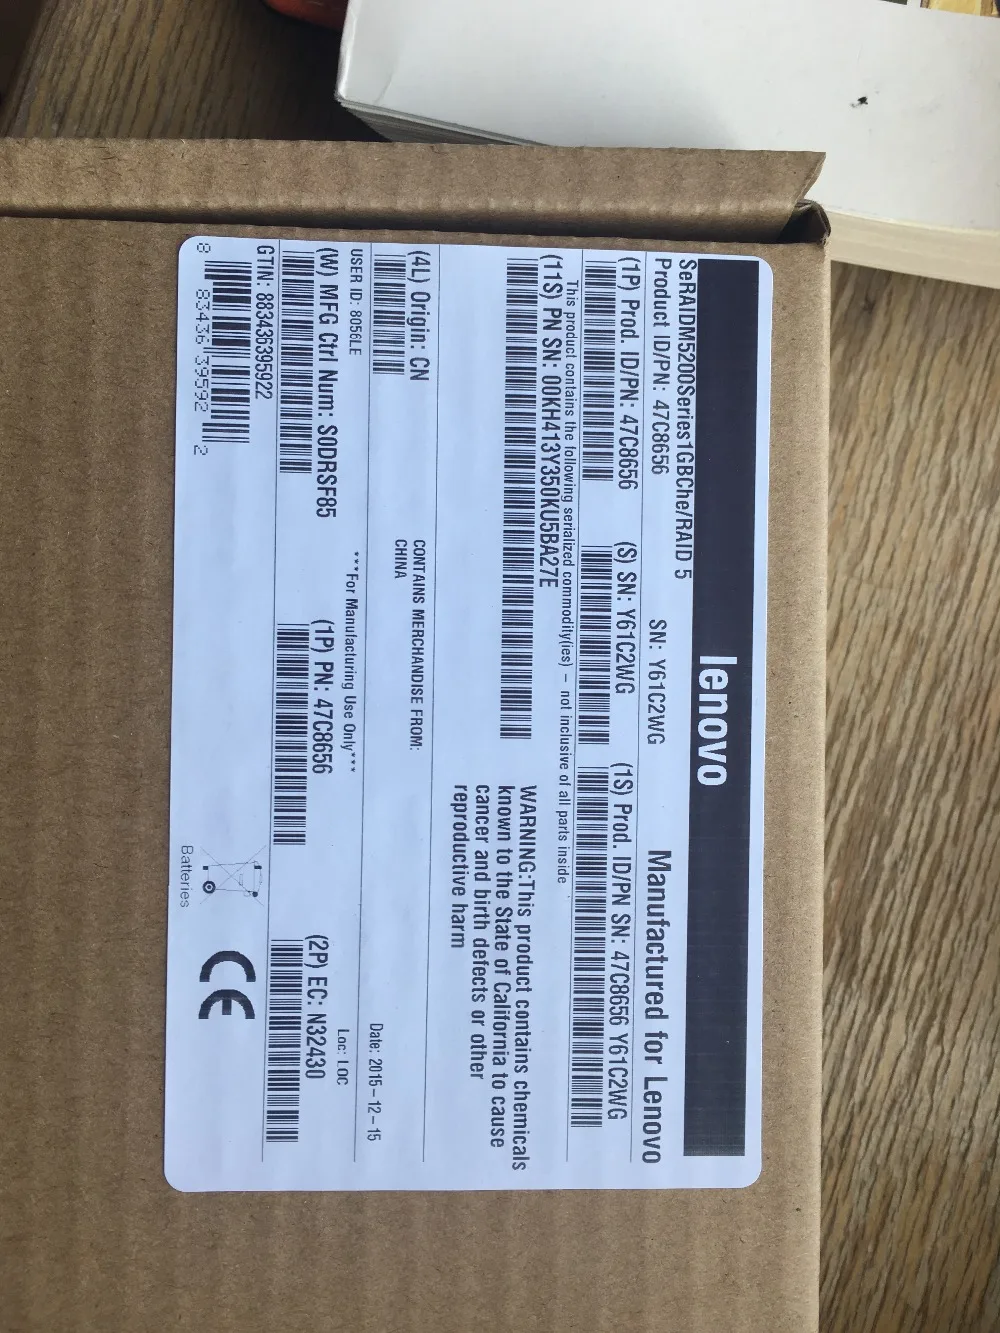 lenovo
SeRAIDM5200Series1GBChe/RAID 5
Product ID/PN: 47C8656 SN: Y61C2WG Manufactured for Lenovo
(1P) Prod. ID/PN: 47C8656 (S) SN: Y61C2WG (1S) Prod. ID/PN SN: 47C8656 Y61C2WG
This product contains the following serialized commodity(ies) – not inclusive of all parts inside
(11S) PN SN: 00KH413Y350KU5BA27E
WARNING:This product contains chemicals
known to the State of California to cause
cancer and birth defects or other
reproductive harm
(4L) Origin: CN
CONTAINS MERCHANDISE FROM:
CHINA
Date: 2015-12-15
USER ID: 8056LE
***For Manufacturing Use Only***
Loc: LOC
(W) MFG Ctrl Num: S0DRSF85 (1P) PN: 47C8656 (2P) EC: N32430
GTIN: 883436395922
8 83436 39592 2
Batteries
CE